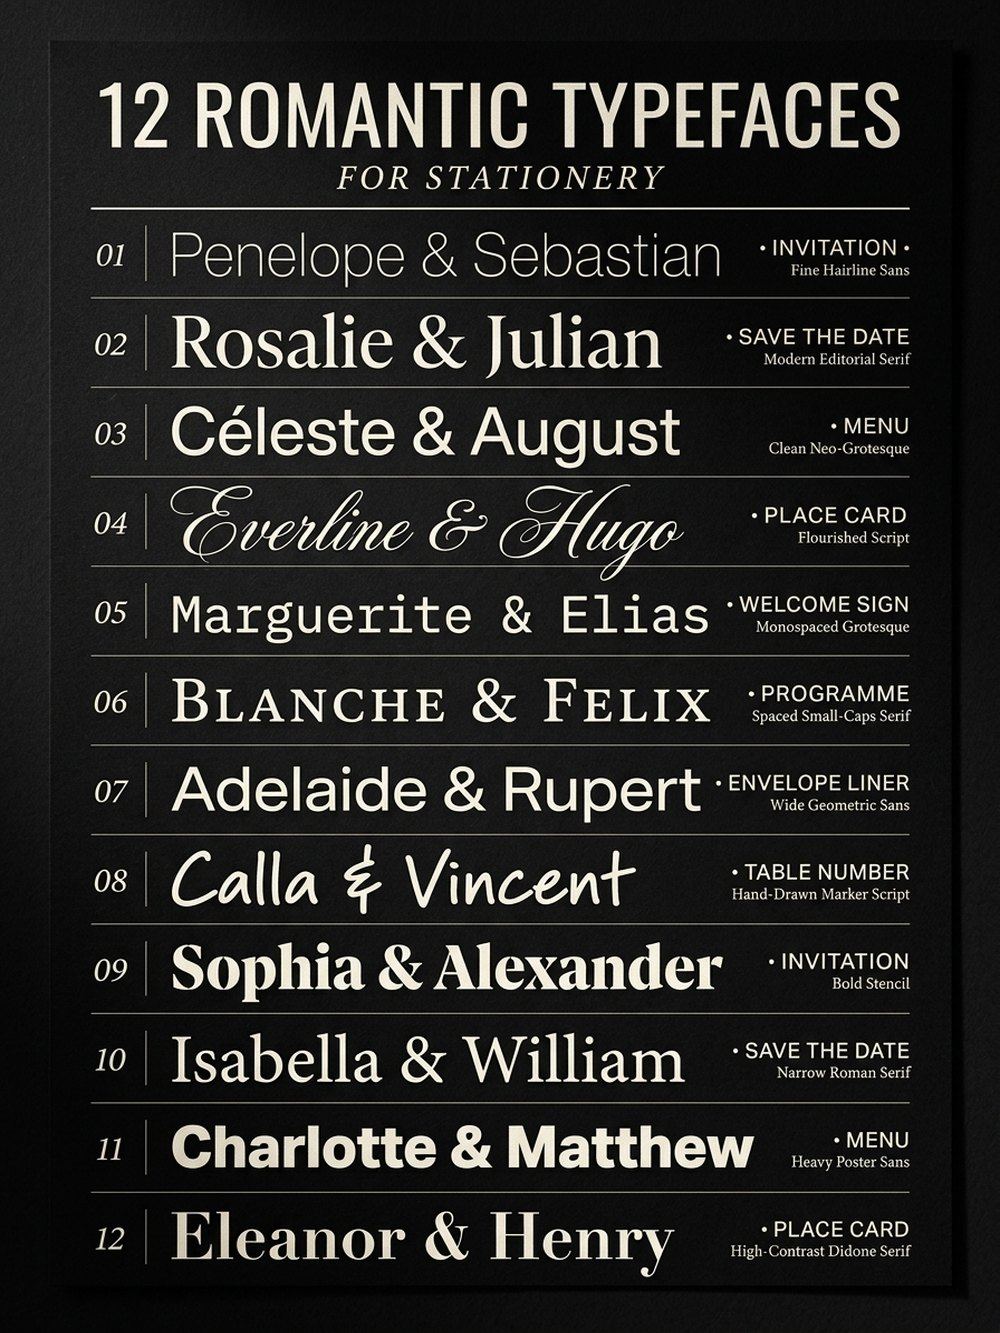 12 ROMANTIC TYPEFACES
FOR STATIONERY
01 Penelope & Sebastian • INVITATION •
Fine Hairline Sans
02 Rosalie & Julian • SAVE THE DATE
Modern Editorial Serif
03 Céleste & August • MENU
Clean Neo-Grotesque
04 Everline & Hugo • PLACE CARD
Flourished Script
05 Marguerite & Elias • WELCOME SIGN
Monospaced Grotesque
06 BLANCHE & FELIX • PROGRAMME
Spaced Small-Caps Serif
07 Adelaide & Rupert • ENVELOPE LINER
Wide Geometric Sans
08 Calla & Vincent • TABLE NUMBER
Hand-Drawn Marker Script
09 Sophia & Alexander • INVITATION
Bold Stencil
10 Isabella & William • SAVE THE DATE
Narrow Roman Serif
11 Charlotte & Matthew • MENU
Heavy Poster Sans
12 Eleanor & Henry • PLACE CARD
High-Contrast Didone Serif